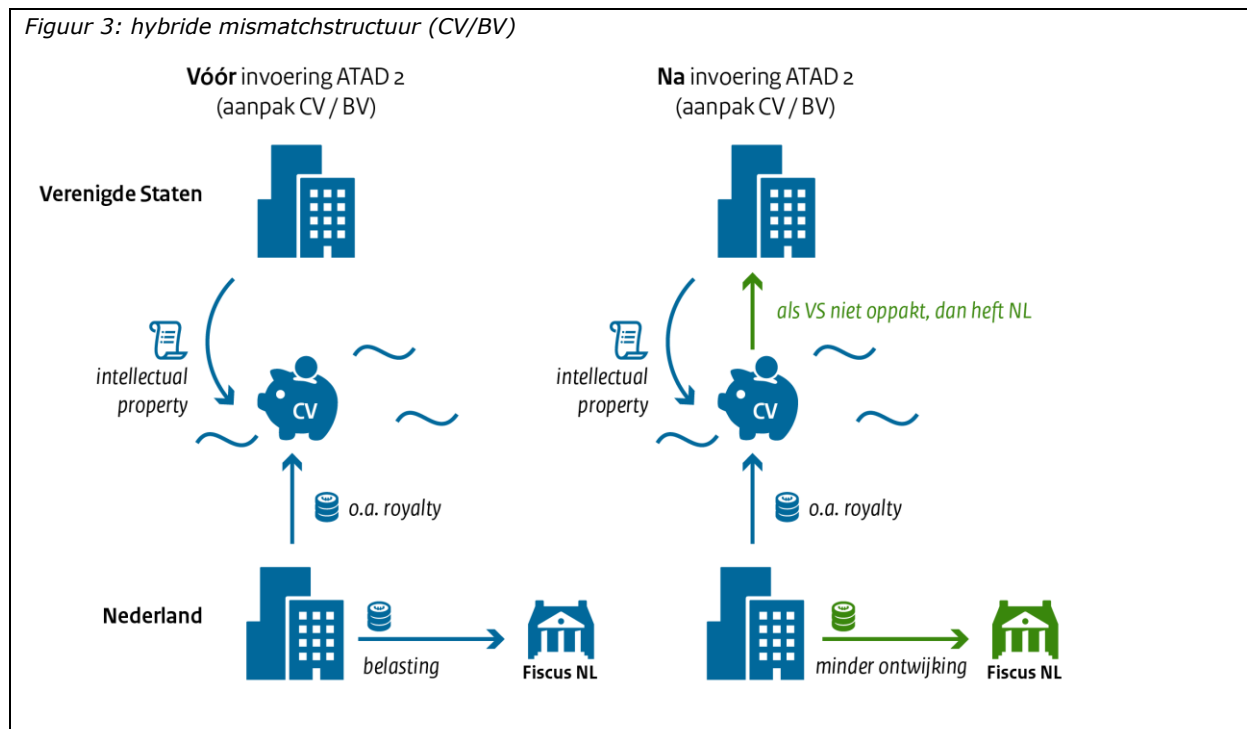 Figuur 3: hybride mismatchstructuur (CV/BV)
Vóór invoering ATAD 2
(aanpak CV / BV)
Verenigde Staten
intellectual
property
CV
o.a. royalty
Nederland
belasting
Fiscus NL
Na invoering ATAD 2
(aanpak CV / BV)
als VS niet oppakt, dan heft NL
intellectual
property
CV
o.a. royalty
minder ontwijking
Fiscus NL